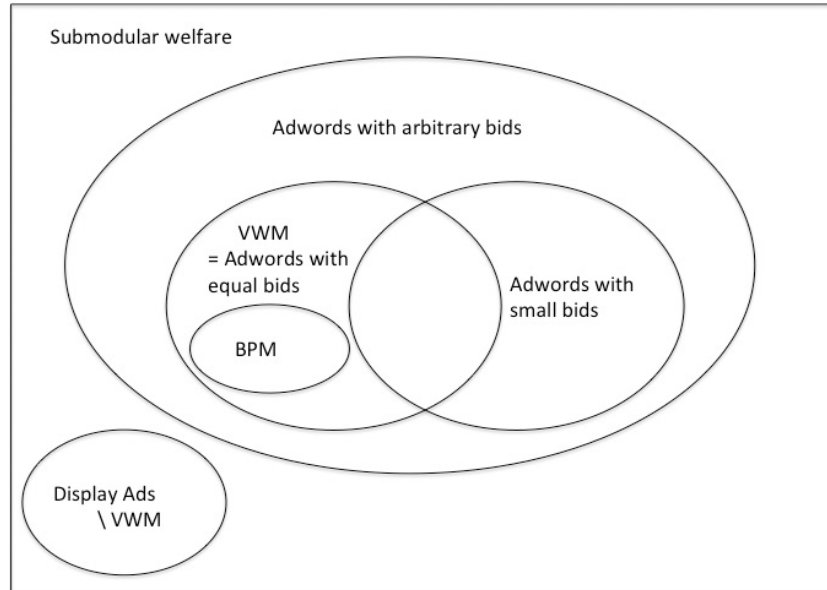 Submodular welfare
Adwords with arbitrary bids
VWM
= Adwords with
equal bids
Adwords with
small bids
BPM
Display Ads
\ VWM